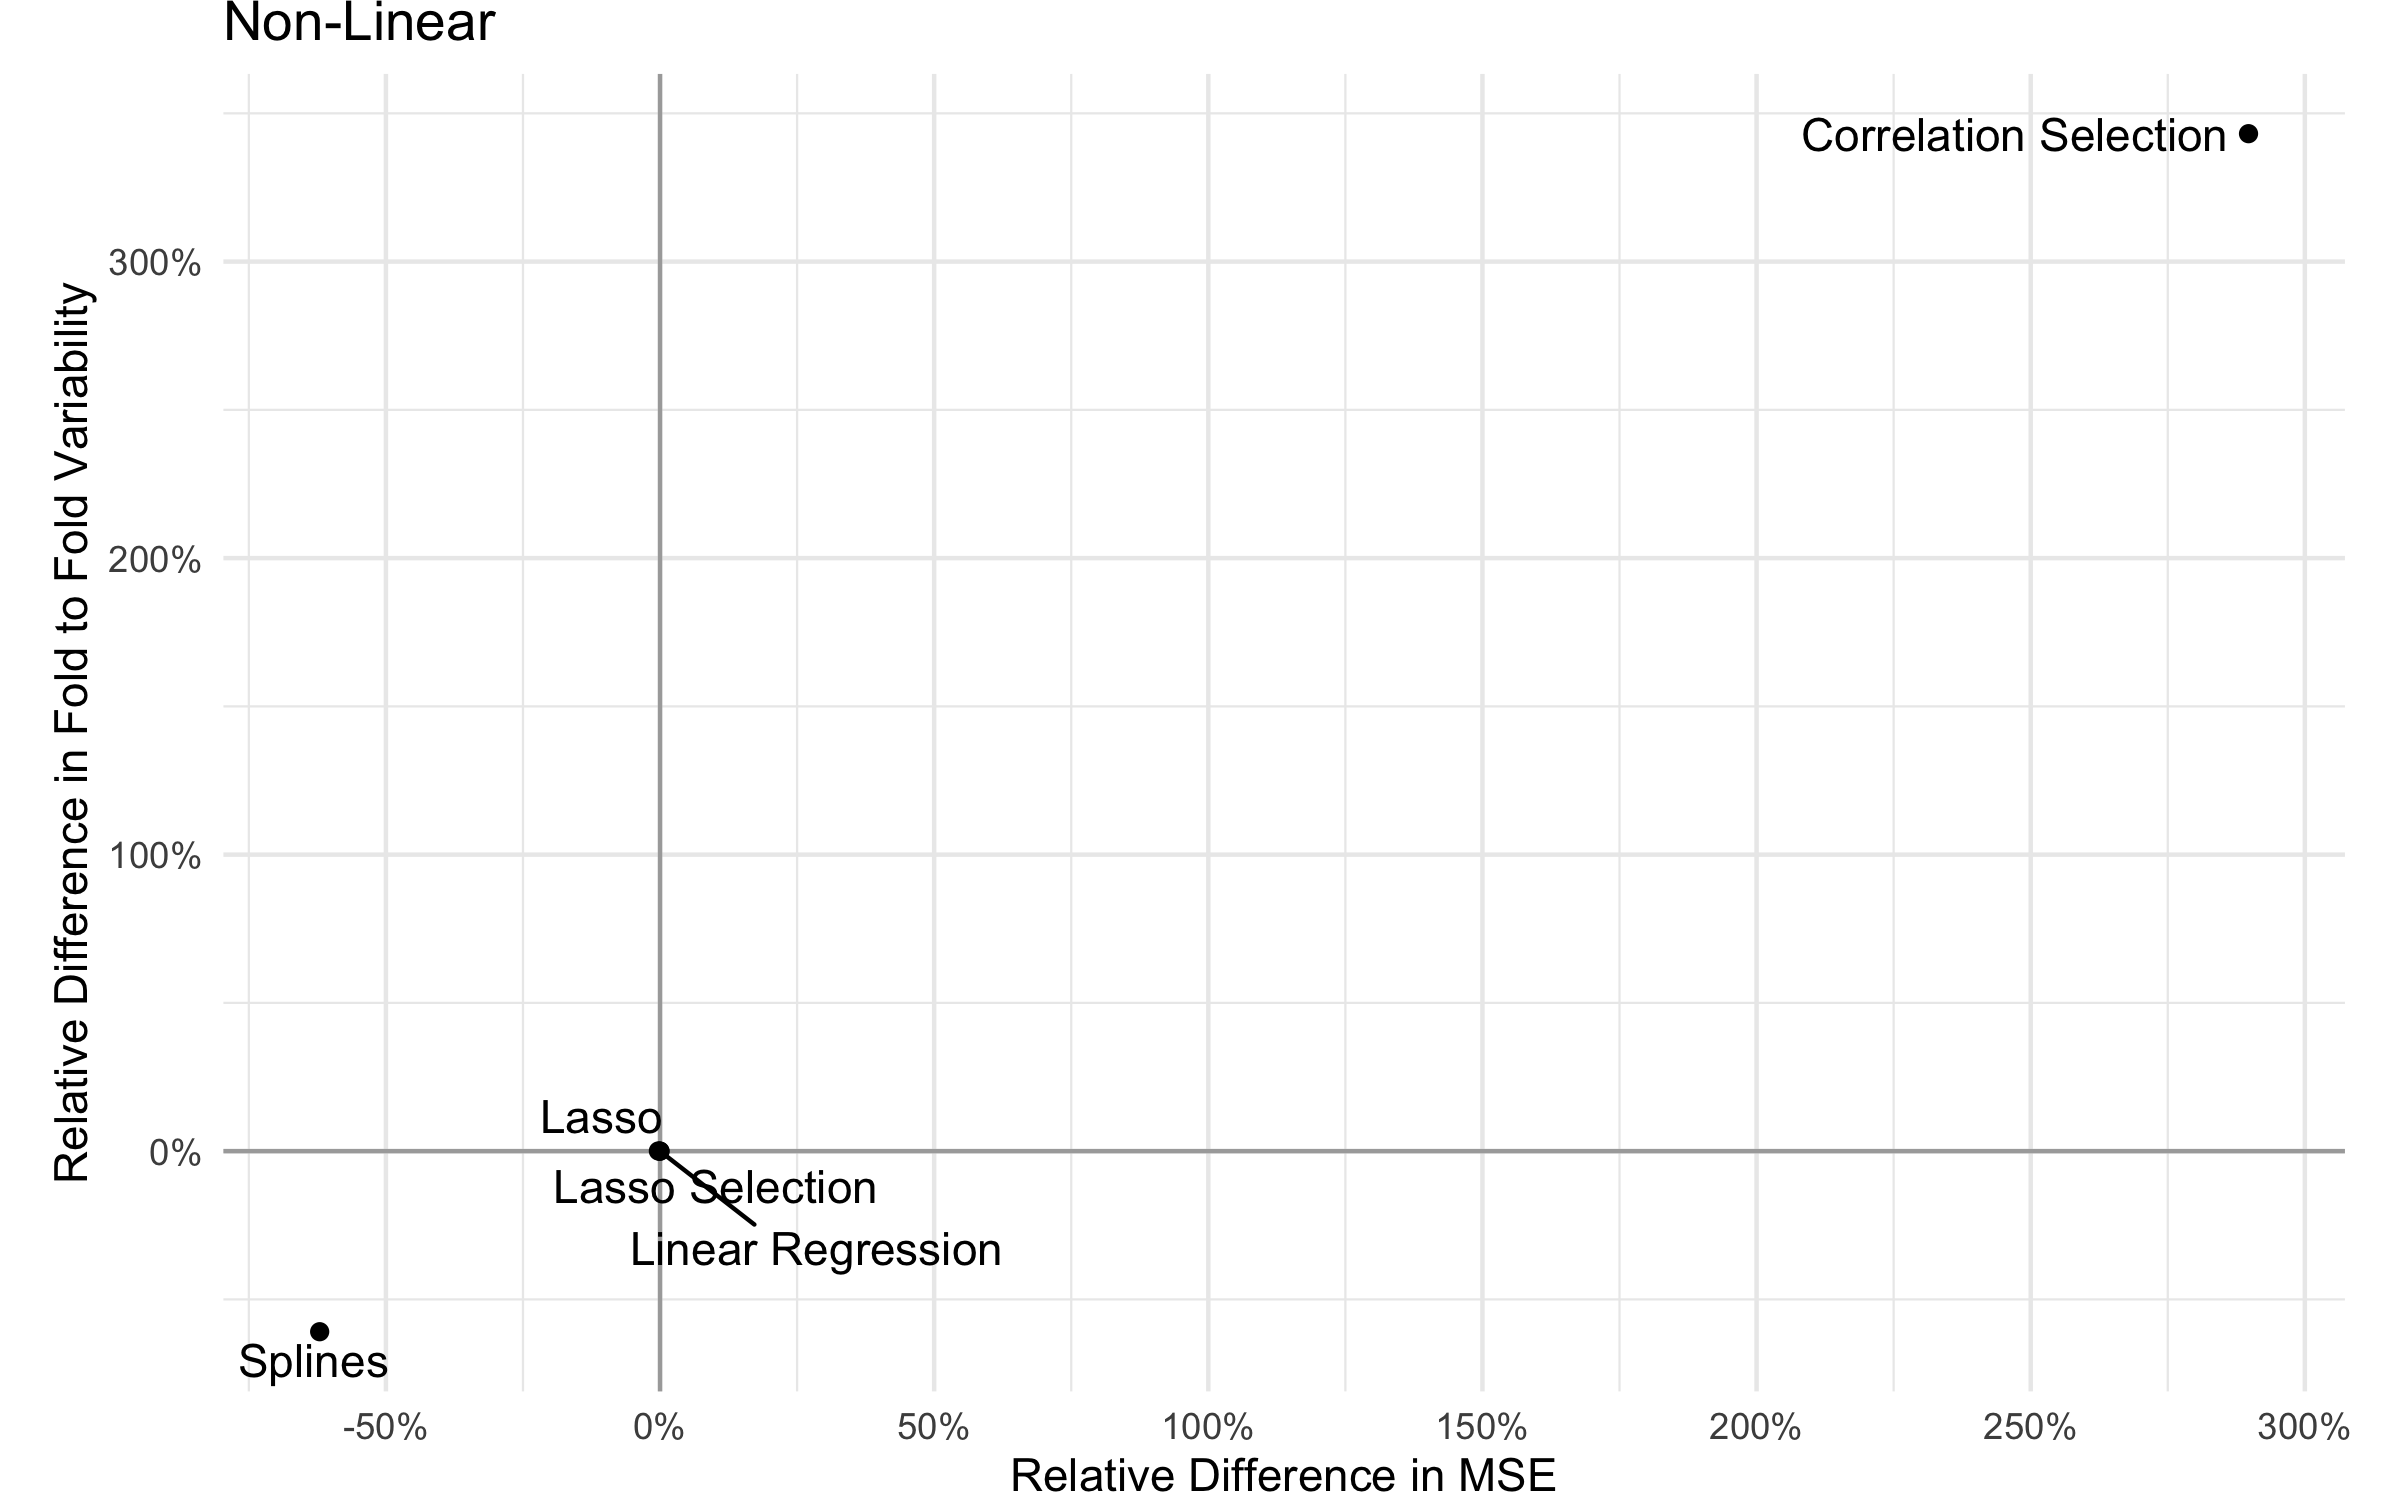 Non-Linear
Correlation Selection
300%
200%
100%
0%
Relative Difference in Fold to Fold Variability
Lasso
Lasso Selection
Linear Regression
Splines
-50%
0%
50%
100%
150%
200%
250%
300%
Relative Difference in MSE